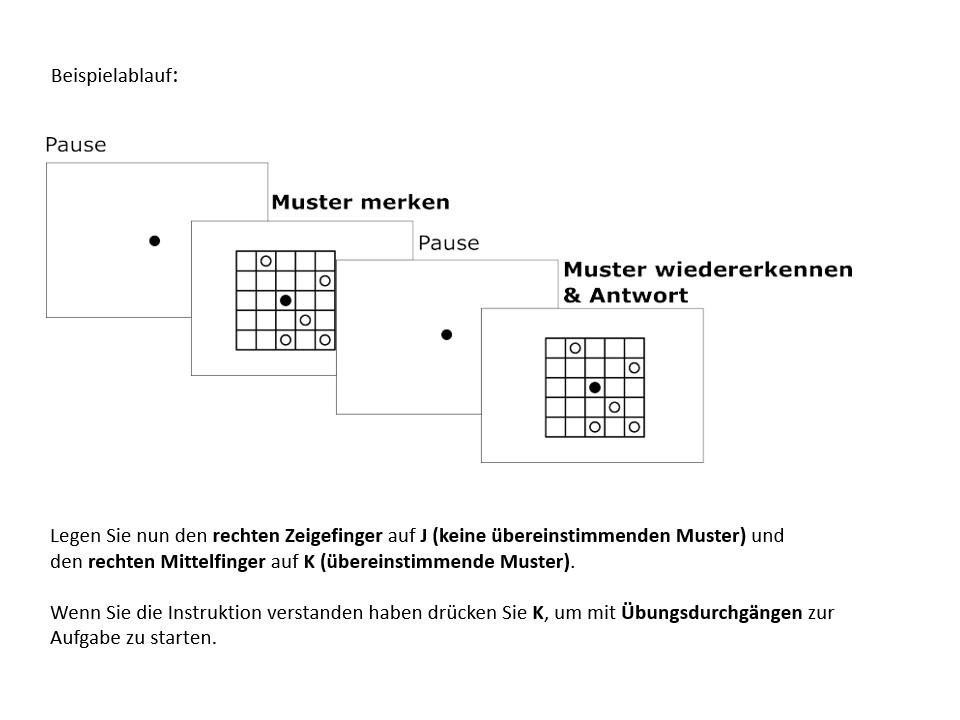 Beispielablauf:
Pause
Muster merken
Pause
Muster wiedererkennen
& Antwort
Legen Sie nun den rechten Zeigefinger auf J (keine übereinstimmenden Muster) und
den rechten Mittelfinger auf K (übereinstimmende Muster).
Wenn Sie die Instruktion verstanden haben drücken Sie K, um mit Übungsdurchgängen zur
Aufgabe zu starten.